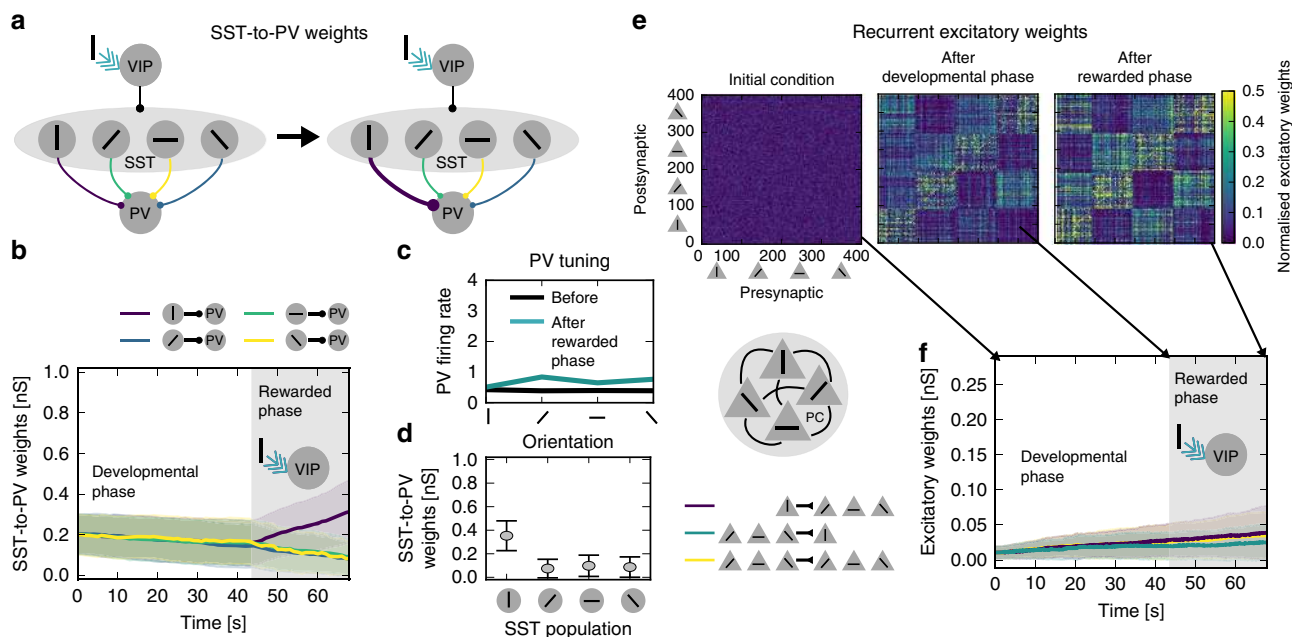 a
SST-to-PV weights
VIP
VIP
SST
SST
PV
PV
b
PV
PV
PV
PV
SST-to-PV weights [nS]
1.0
0.8
0.6
0.4
0.2
0.0
Developmental
phase
Rewarded
phase
VIP
0 10 20 30 40 50 60
Time [s]
c
PV tuning
PV firing rate
4
3
2
1
0
Before
After
rewarded
phase
Orientation
d
SST-to-PV
weights [nS]
1.0
0.8
0.6
0.4
0.2
0.0
SST population
e
Recurrent excitatory weights
Initial condition
After
developmental phase
After
rewarded phase
Postsynaptic
400
300
200
100
0
0 100 200 300 400
Presynaptic
0.5
0.4
0.3
0.2
0.1
0.0
Normalised excitatory weights
PC
f
Excitatory weights [nS]
0.25
0.20
0.15
0.10
0.05
0.00
Developmental
phase
Rewarded
phase
VIP
0 10 20 30 40 50 60
Time [s]